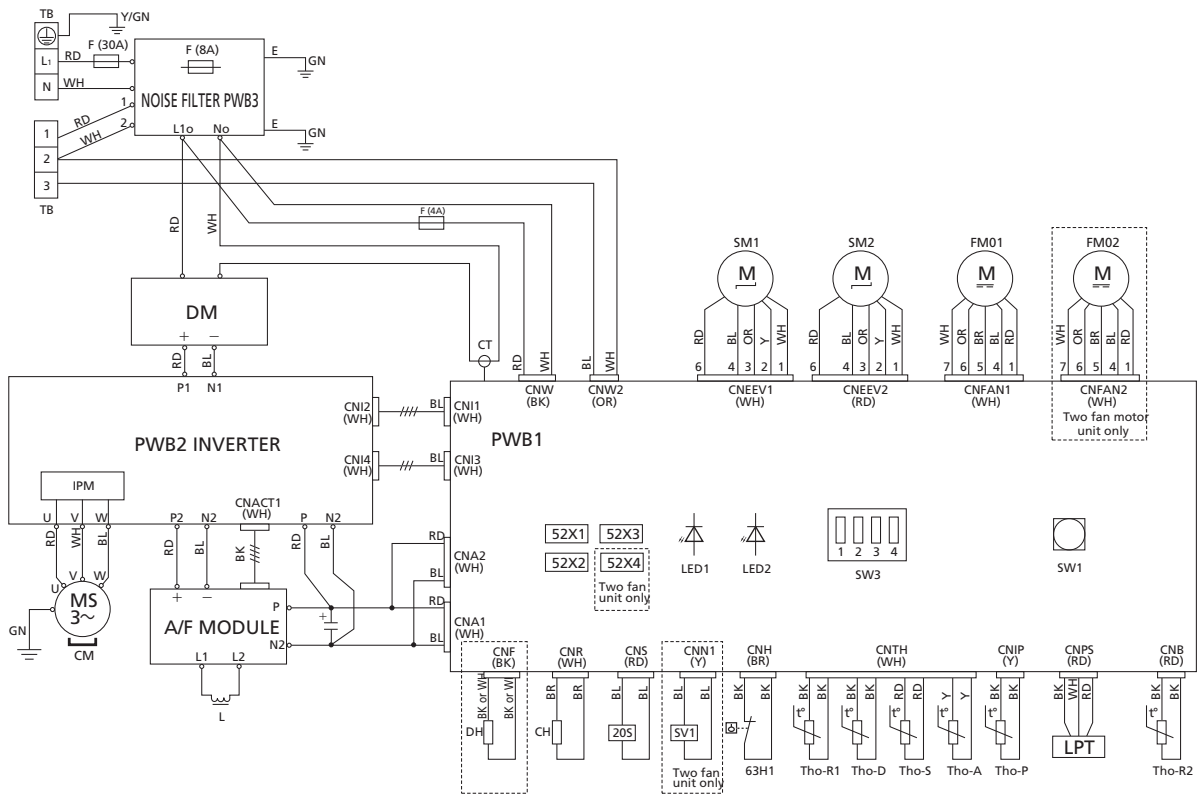 TB
Y/GN
F (30A)
L1
RD
N
WH
F (8A)
NOISE FILTER PWB3
E
GN
E
GN
1
2
RD
WH
L1o
No
1
2
3
TB
RD
WH
F (4A)
DM
+
−
RD
BL
P1
N1
CT
RD
WH
BL
WH
CNW
(BK)
CNW2
(OR)
SM1
M
RD
BL
OR
Y
WH
6
4
3
2
1
CNEEV1
(WH)
SM2
M
RD
BL
OR
Y
WH
6
4
3
2
1
CNEEV2
(RD)
FM01
M
WH
OR
BR
BL
RD
7
6
5
4
1
CNFAN1
(WH)
FM02
M
WH
OR
BR
BL
RD
7
6
5
4
1
CNFAN2
(WH)
Two fan motor
unit only
PWB2 INVERTER
CNI2
(WH)
BL
CNI1
(WH)
CNI4
(WH)
BL
CNI3
(WH)
PWB1
IPM
U
V
W
RD
WH
BL
U
V
W
MS
3~
GN
CM
P2
N2
CNACT1
(WH)
P
N2
RD
BL
BK
RD
BL
+
−
A/F MODULE
P
N2
L1
L2
L
+
RD
BL
CNA2
(WH)
RD
BL
CNA1
(WH)
52X1
52X3
52X2
52X4
Two fan
unit only
LED1
LED2
1
2
3
4
SW3
SW1
CNF
(BK)
BK or WH
DH
CNR
(WH)
BR
BR
CH
CNS
(RD)
BL
BL
20S
CNN1
(Y)
BL
BL
SV1
Two fan
unit only
CNH
(BR)
BK
BK
63H1
CNTH
(WH)
BK
BK
BK
BK
RD
RD
Y
Y
t°
t°
t°
t°
Tho-R1
Tho-D
Tho-S
Tho-A
CNIP
(Y)
BK
BK
t°
Tho-P
CNPS
(RD)
BK
WH
RD
LPT
CNB
(RD)
BK
BK
t°
Tho-R2